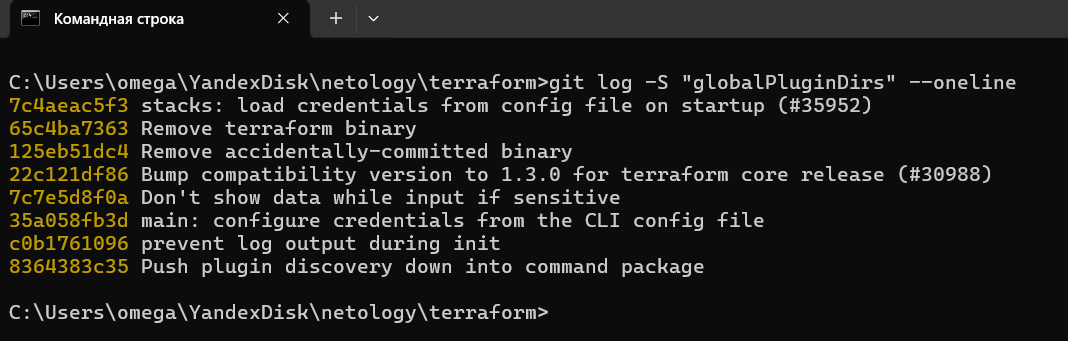 Командная строка
C:\Users\omega\YandexDisk\netology\terraform>git log -S "globalPluginDirs" --oneline
7c4aeac5f3 stacks: load credentials from config file on startup (#35952)
65c4ba7363 Remove terraform binary
125eb51dc4 Remove accidentally-committed binary
22c121df86 Bump compatibility version to 1.3.0 for terraform core release (#30988)
7c7e5d8f0a Don't show data while input if sensitive
35a058fb3d main: configure credentials from the CLI config file
c0b1761096 prevent log output during init
8364383c35 Push plugin discovery down into command package
C:\Users\omega\YandexDisk\netology\terraform>